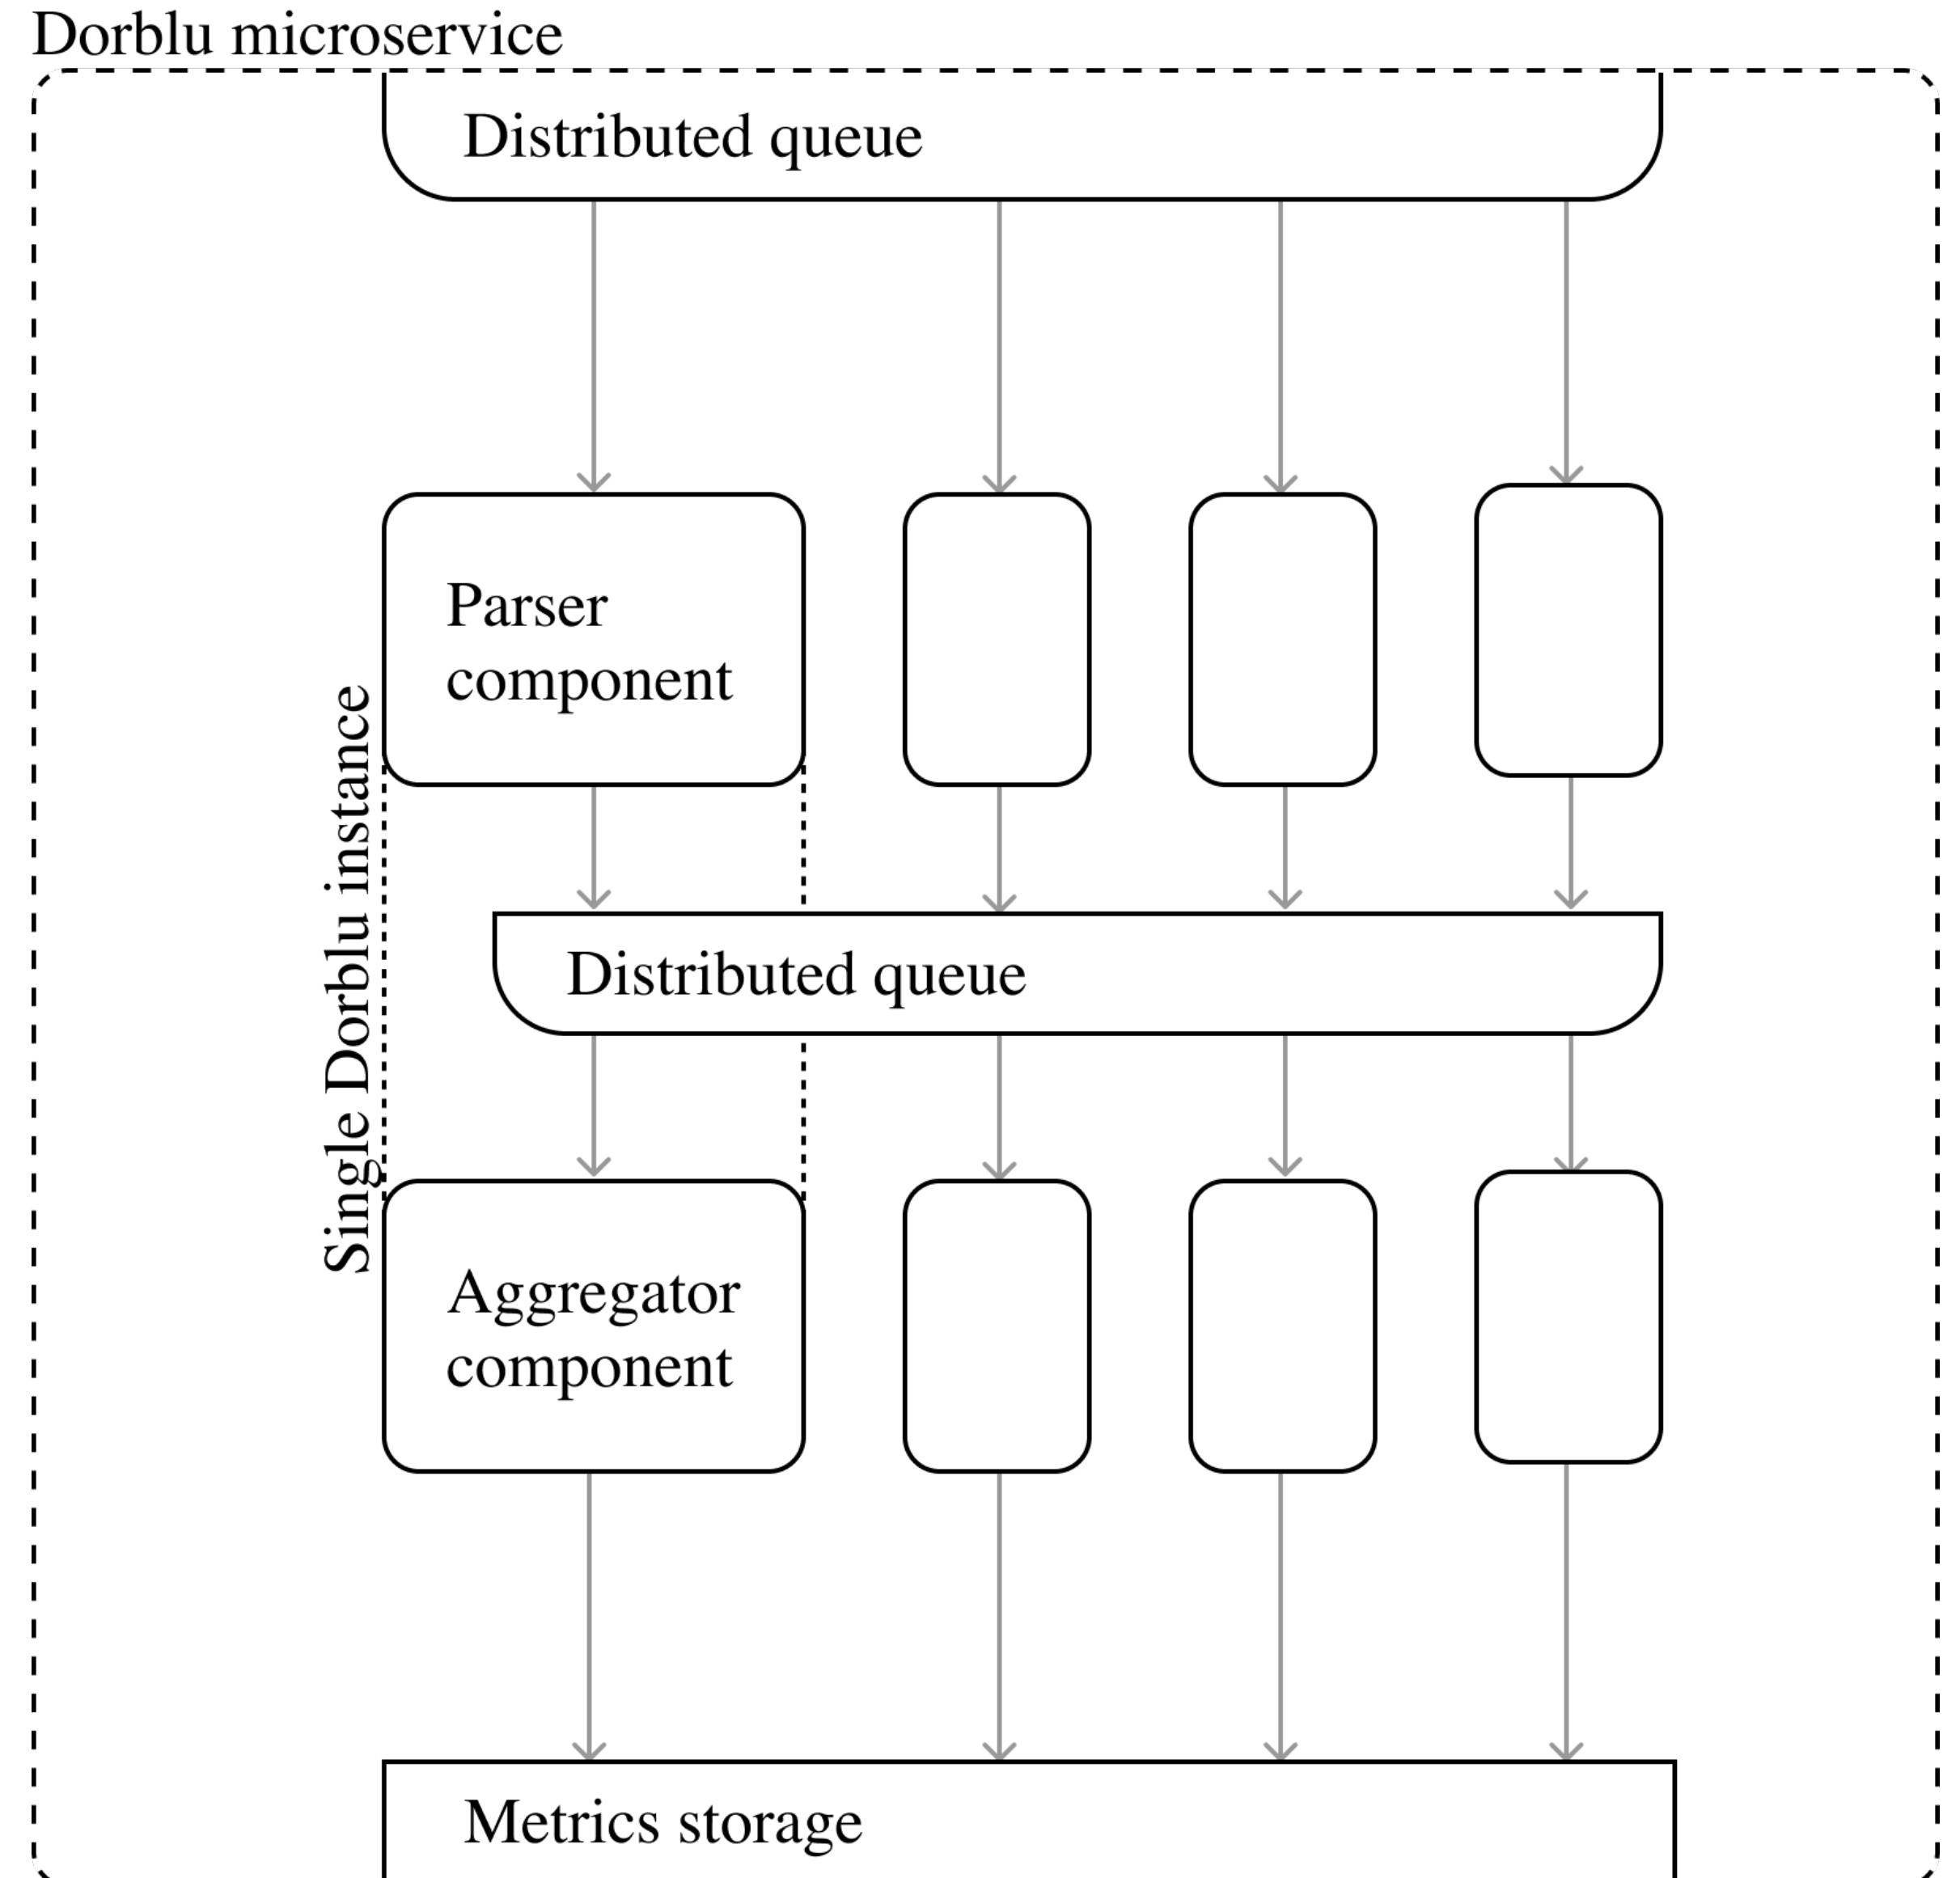 Dorblu microservice
Distributed queue
Parser
component
Single Dorblu instance
Distributed queue
Aggregator
component
Metrics storage